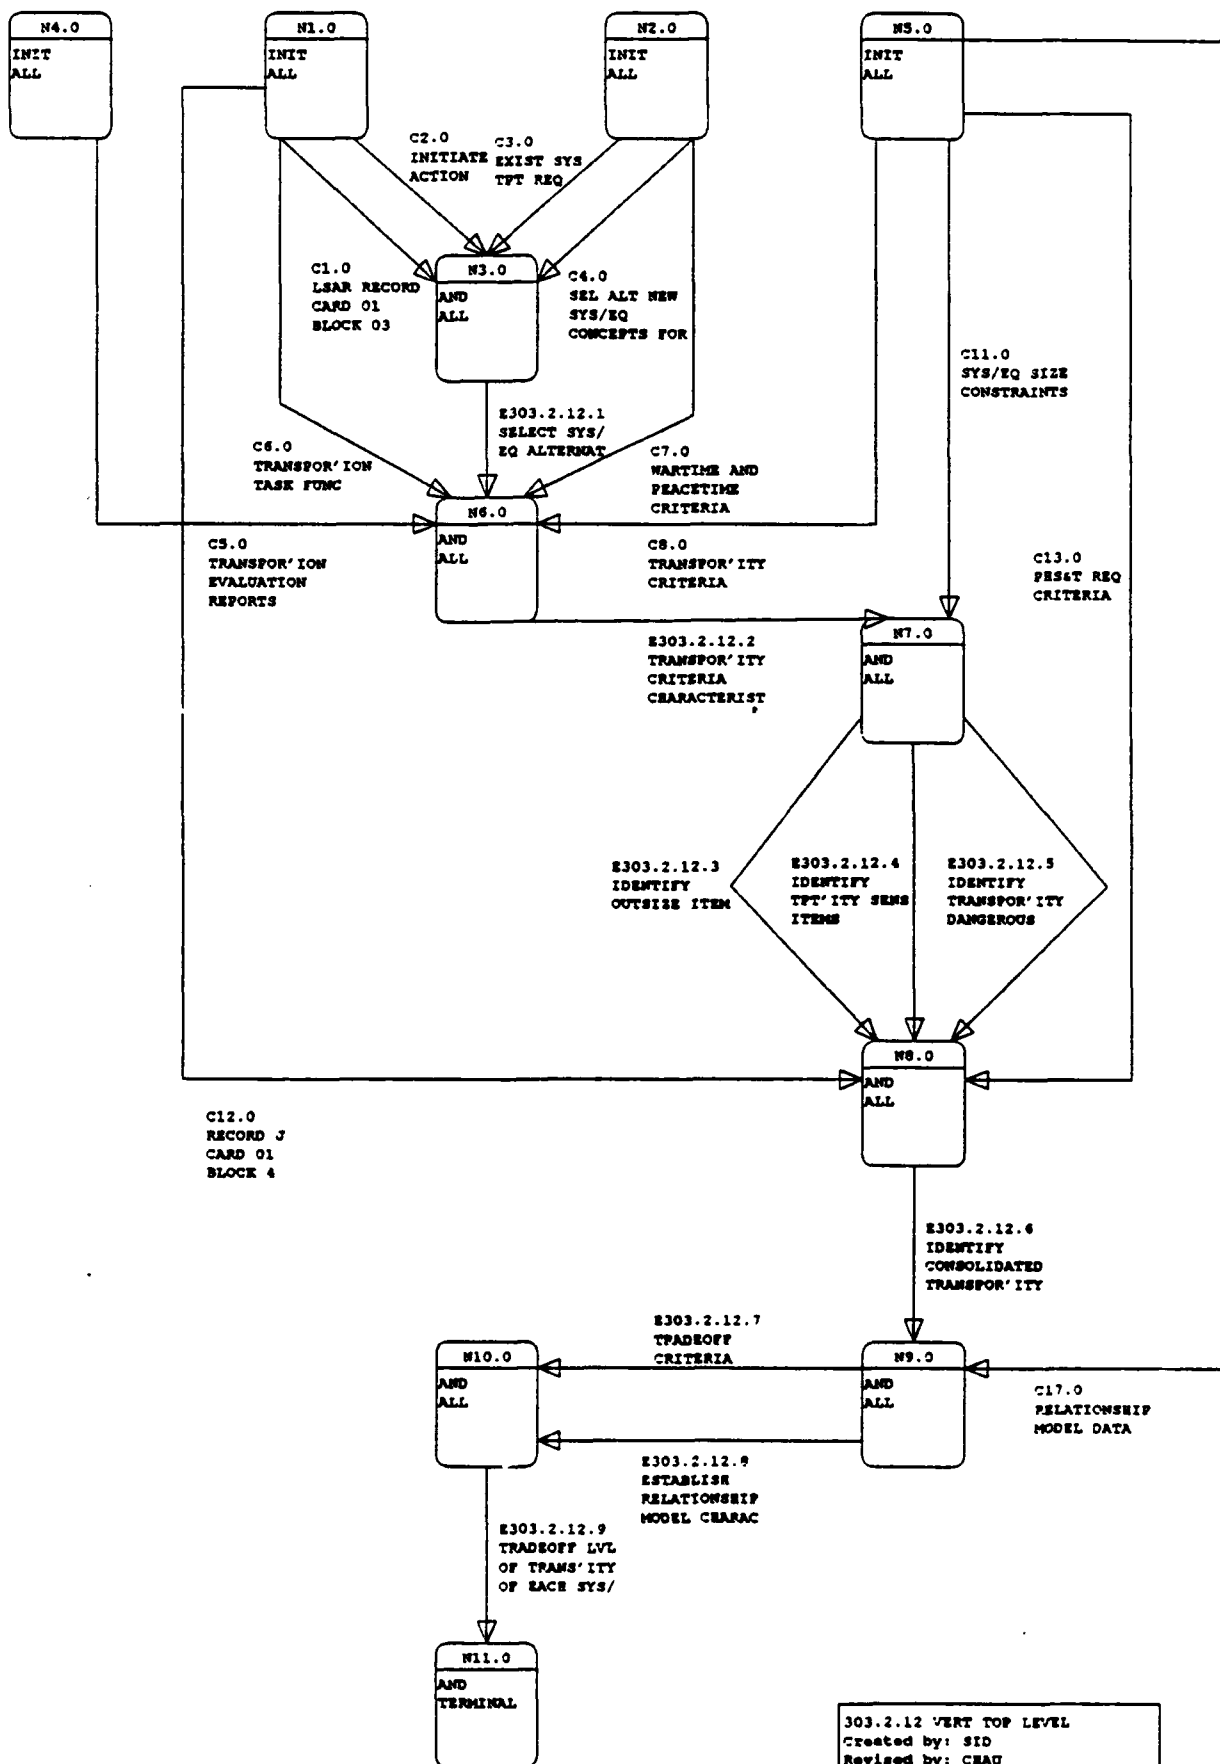 N4.0
INIT
ALL
N1.0
INIT
ALL
N2.0
INIT
ALL
N5.0
INIT
ALL
C2.0
INITIATE
ACTION
C3.0
EXIST SYS
TPT REQ
C1.0
LSAR RECORD
CARD 01
BLOCK 03
N3.0
AND
ALL
C4.0
SEL ALT NEW
SYS/EQ
CONCEPTS FOR
C11.0
SYS/EQ SIZE
CONSTRAINTS
E303.2.12.1
SELECT SYS/
EQ ALTERNAT
C6.0
TRANSPOR'ION
TASK FUNC
C7.0
WARTIME AND
PEACETIME
CRITERIA
N6.0
AND
ALL
C5.0
TRANSPOR'ION
EVALUATION
REPORTS
C8.0
TRANSPOR'ITY
CRITERIA
C13.0
PHS&T REQ
CRITERIA
E303.2.12.2
TRANSPOR'ITY
CRITERIA
CHARACTERIST
N7.0
AND
ALL
E303.2.12.3
IDENTIFY
OUTSIZE ITEM
E303.2.12.4
IDENTIFY
TPT'ITY SENS
ITEMS
E303.2.12.5
IDENTIFY
TRANSPOR'ITY
DANGEROUS
N8.0
AND
ALL
C12.0
RECORD J
CARD 01
BLOCK 4
E303.2.12.6
IDENTIFY
CONSOLIDATED
TRANSPOR'ITY
E303.2.12.7
TRADEOFF
CRITERIA
N10.0
AND
ALL
N9.0
AND
ALL
C17.0
RELATIONSHIP
MODEL DATA
E303.2.12.8
ESTABLISH
RELATIONSHIP
MODEL CHARAC
E303.2.12.9
TRADEOFF LVL
OF TRANS'ITY
OF EACH SYS/
N11.0
AND
TERMINAL
303.2.12 VERT TOP LEVEL
Created by: SID
Revised by: CHAU